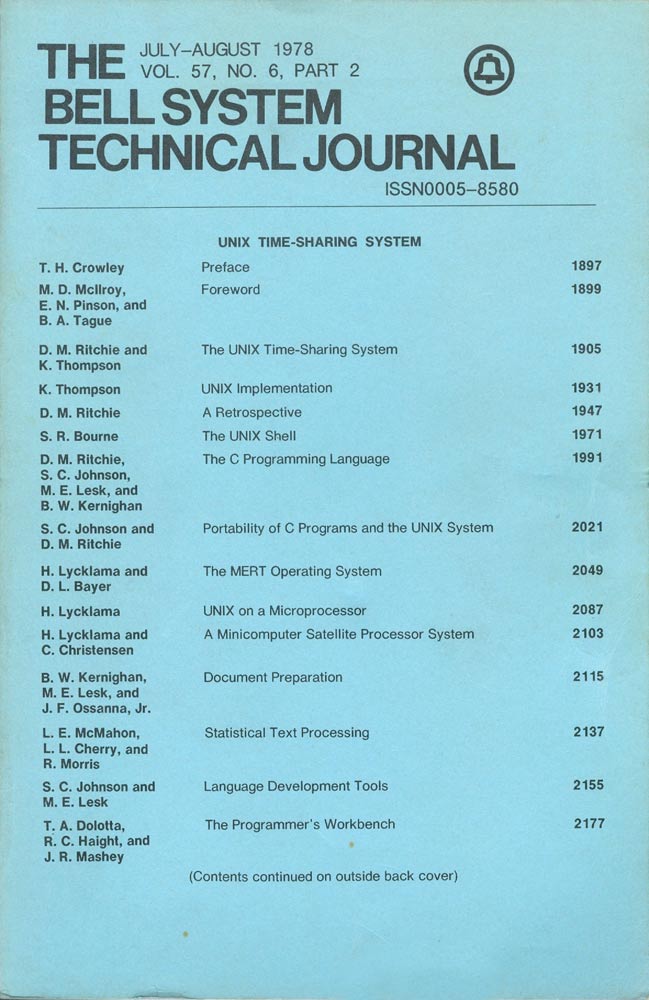 THE
JULY–AUGUST 1978
VOL. 57, NO. 6, PART 2
BELL SYSTEM
TECHNICAL JOURNAL
ISSN0005–8580
UNIX TIME-SHARING SYSTEM
T. H. Crowley Preface 1897
M. D. McIlroy, Foreword 1899
E. N. Pinson, and
B. A. Tague
D. M. Ritchie and The UNIX Time-Sharing System 1905
K. Thompson
K. Thompson UNIX Implementation 1931
D. M. Ritchie A Retrospective 1947
S. R. Bourne The UNIX Shell 1971
D. M. Ritchie, The C Programming Language 1991
S. C. Johnson,
M. E. Lesk, and
B. W. Kernighan
S. C. Johnson and Portability of C Programs and the UNIX System 2021
D. M. Ritchie
H. Lycklama and The MERT Operating System 2049
D. L. Bayer
H. Lycklama UNIX on a Microprocessor 2087
H. Lycklama and A Minicomputer Satellite Processor System 2103
C. Christensen
B. W. Kernighan, Document Preparation 2115
M. E. Lesk, and
J. F. Ossanna, Jr.
L. E. McMahon, Statistical Text Processing 2137
L. L. Cherry, and
R. Morris
S. C. Johnson and Language Development Tools 2155
M. E. Lesk
T. A. Dolotta, The Programmer's Workbench 2177
R. C. Haight, and
J. R. Mashey
(Contents continued on outside back cover)